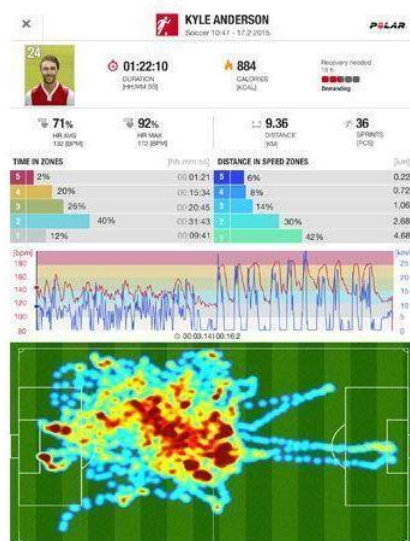 ×
KYLE ANDERSON
Soccer 10:47 - 17.2.2015
POLAR
24
01:22:10
DURATION
[HH:MM:SS]
884
CALORIES
[KCAL]
Recovery needed
Demanding
71%
HR AVG
132 [BPM]
92%
HR MAX
172 [BPM]
9.36
DISTANCE
[KM]
36
SPRINTS
[PCS]
TIME IN ZONES [hh:mm:ss]
5 2% 00:01:21
4 20% 00:15:34
3 26% 00:20:45
2 40% 00:31:43
1 12% 00:09:41
DISTANCE IN SPEED ZONES [km]
5 6% 0.22
4 8% 0.72
3 14% 1.06
2 30% 2.68
1 42% 4.68
[bpm]
180
160
140
120
100
80
25
20
15
10
5
0